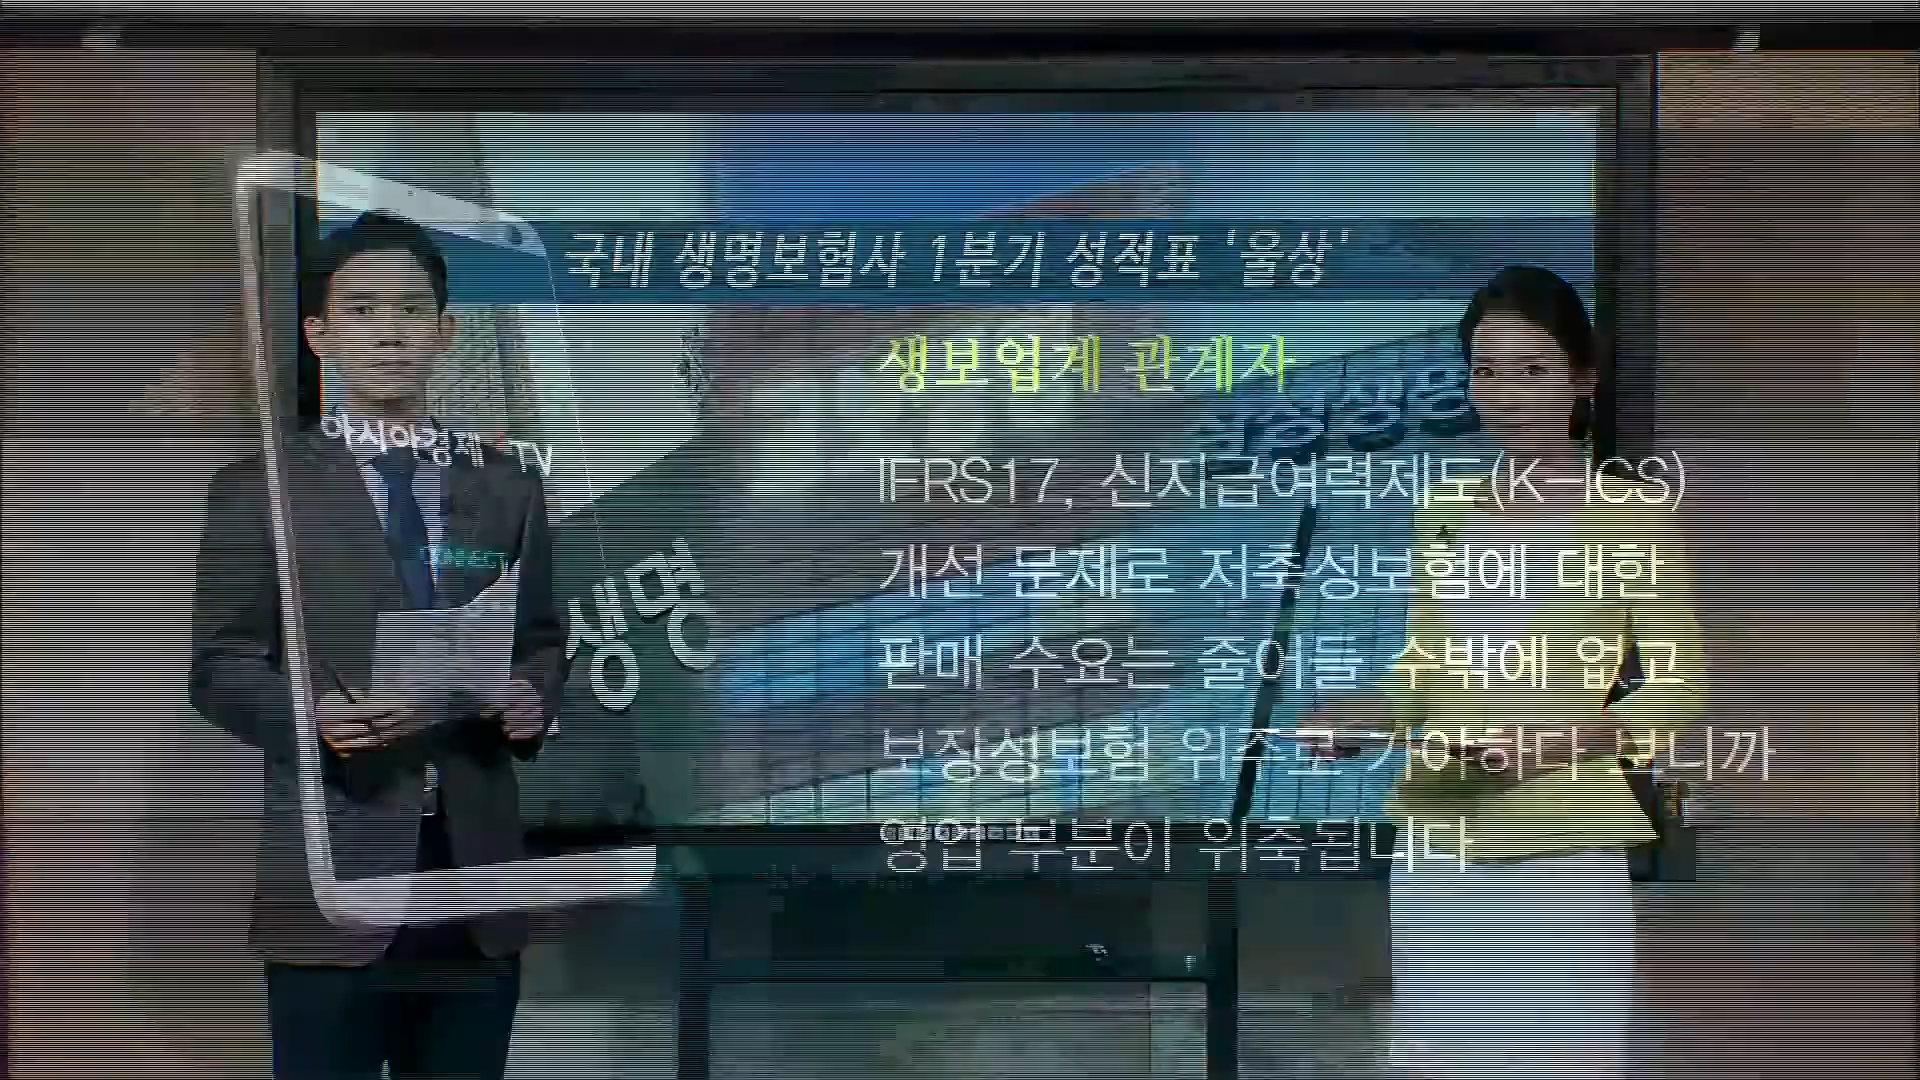 국내 생명보험사 1분기 성적표 '울상'
생보업계 관계자
아시아경제 TV
IFRS17, 신지급여력제도(K-ICS)
개선 문제로 저축성보험에 대한
판매 수요는 줄어들 수밖에 없고
보장성보험 위주로 가야하다 보니까
영업 부분이 위축됩니다
생명